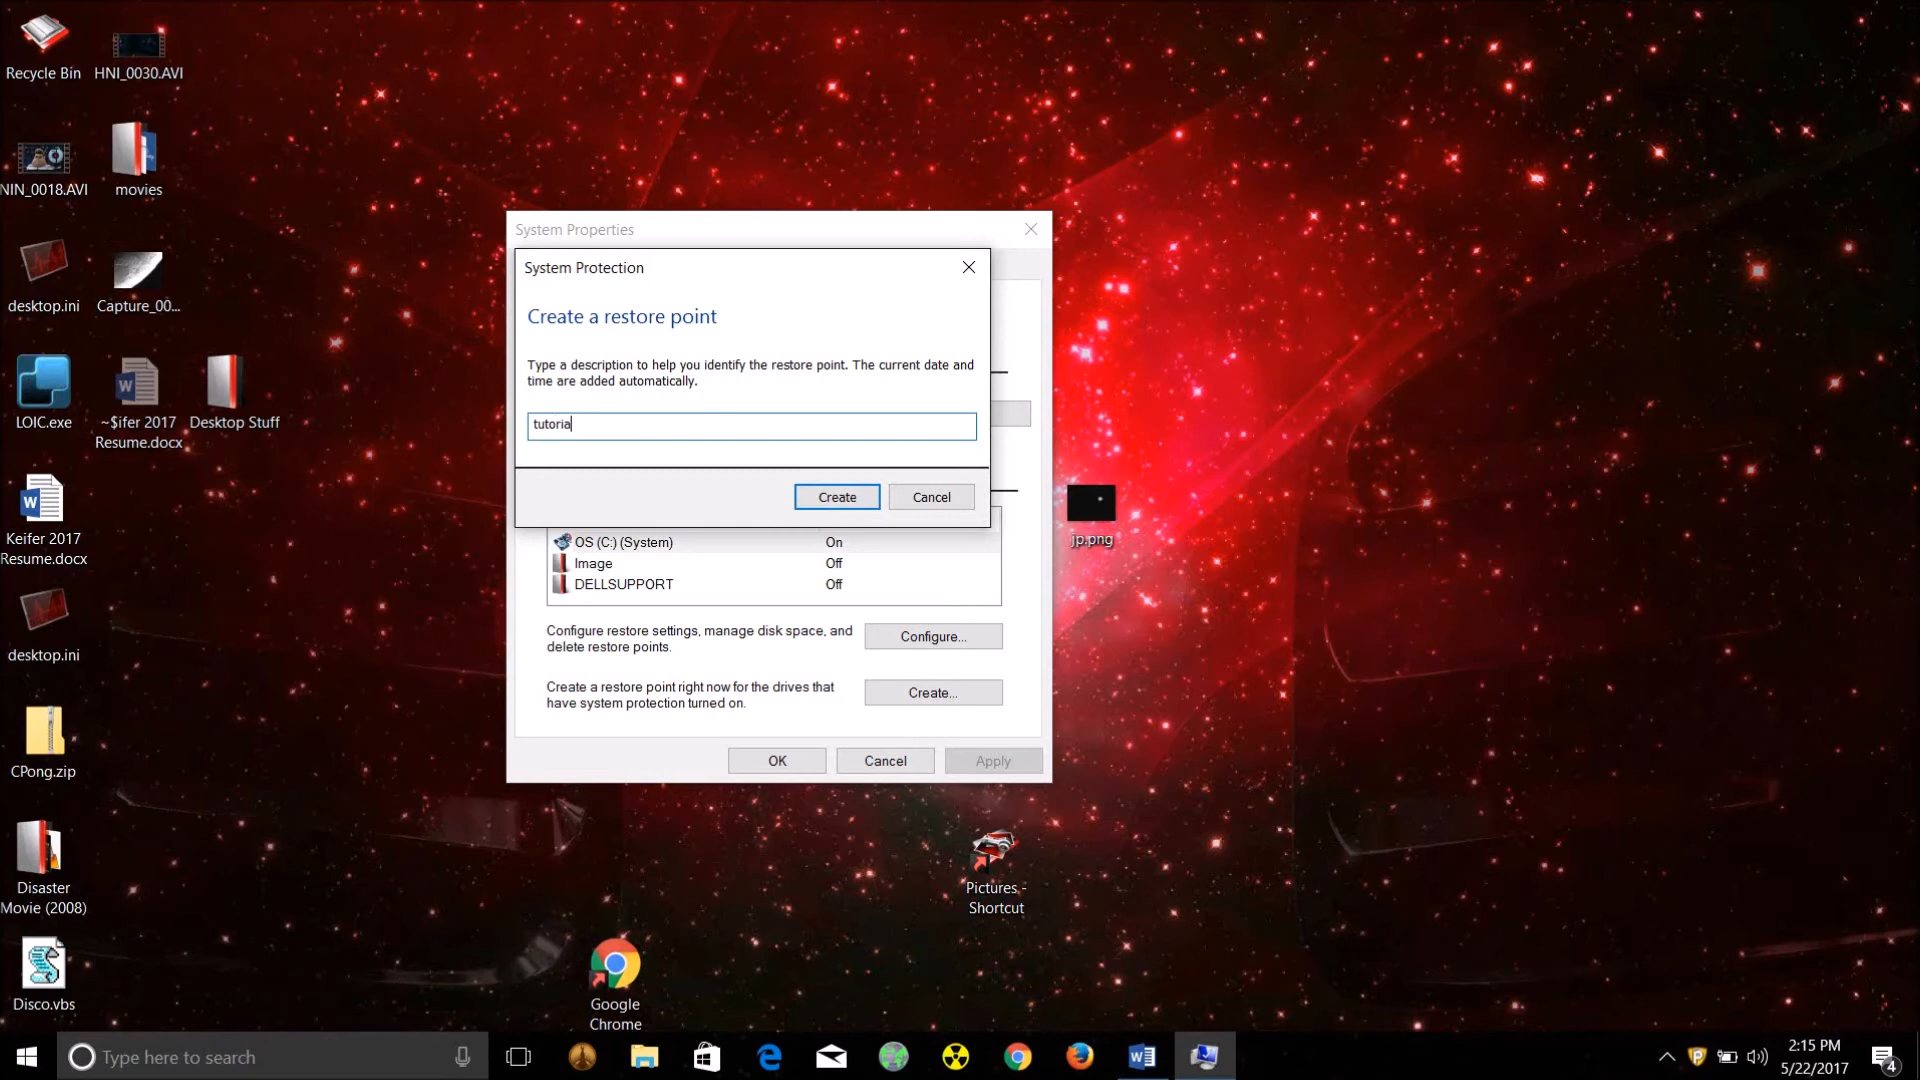 Recycle Bin
HNI_0030.AVI
NIN_0018.AVI
movies
desktop.ini
Capture_00...
LOIC.exe
~$ifer 2017
Resume.docx
Desktop Stuff
Keifer 2017
Resume.docx
desktop.ini
CPong.zip
Disaster
Movie (2008)
Disco.vbs
System Properties
System Protection
Create a restore point
Type a description to help you identify the restore point. The current date and
time are added automatically.
tutoria
Create
Cancel
OS (C:) (System)
On
Image
Off
DELLSUPPORT
Off
Configure restore settings, manage disk space, and
delete restore points.
Configure...
Create a restore point right now for the drives that
have system protection turned on.
Create...
OK
Cancel
Apply
jp.png
Pictures -
Shortcut
Google
Chrome
Type here to search
2:15 PM
5/22/2017
4